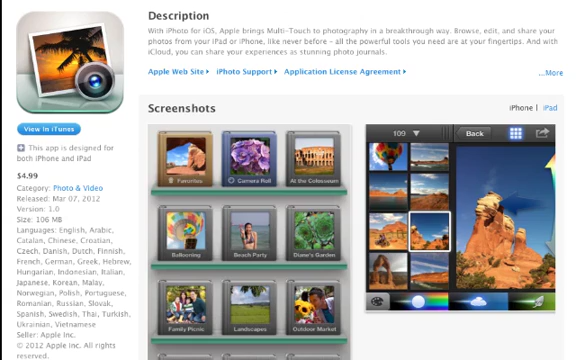 Description
With iPhoto for iOS, Apple brings Multi-Touch to photography in a breakthrough way. Browse, edit, and share your
photos from your iPad or iPhone, like never before – all the powerful tools you need are at your fingertips. And with
iCloud, you can share your experiences as stunning photo journals.
Apple Web Site
iPhoto Support
Application License Agreement
...More
View in iTunes
This app is designed for
both iPhone and iPad
$4.99
Category: Photo & Video
Released: Mar 07, 2012
Version: 1.0
Size: 106 MB
Languages: English, Arabic,
Catalan, Chinese, Croatian,
Czech, Danish, Dutch, Finnish,
French, German, Greek, Hebrew,
Hungarian, Indonesian, Italian,
Japanese, Korean, Malay,
Norwegian, Polish, Portuguese,
Romanian, Russian, Slovak,
Spanish, Swedish, Thai, Turkish,
Ukrainian, Vietnamese
Seller: Apple Inc.
© 2012 Apple Inc. All rights
reserved.
Screenshots
iPhone | iPad
Favorites
Camera Roll
At the Colosseum
Ballooning
Beach Party
Diane's Garden
Family Picnic
Landscapes
Outdoor Market
109
Back